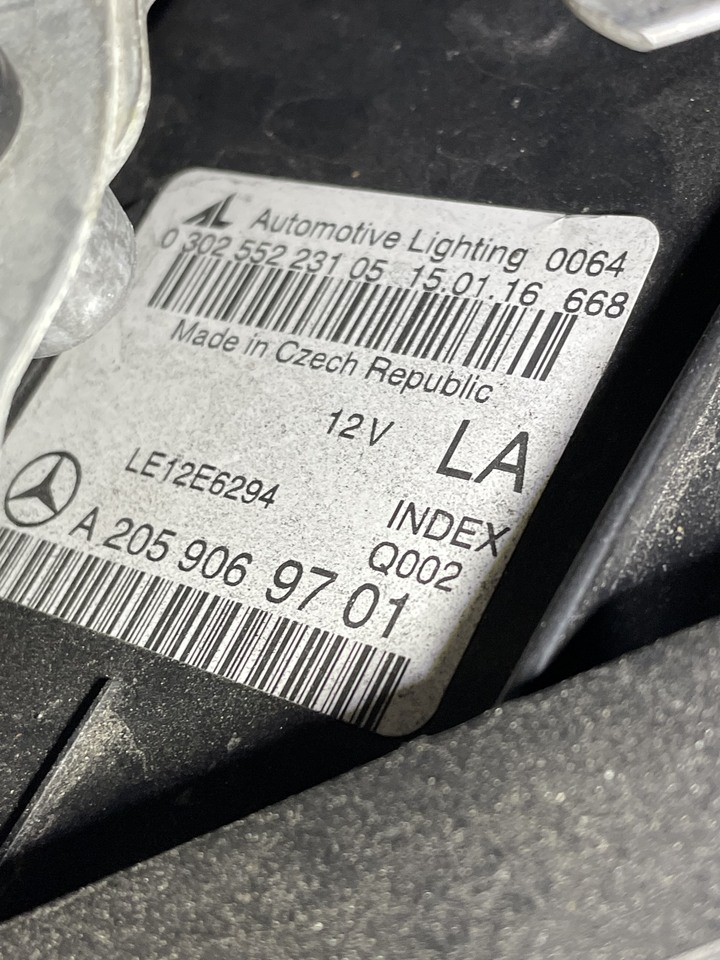 AL Automotive Lighting 0064
0 302 552 231 05 15.01.16 668
Made in Czech Republic
12V LA
LE12E6294
INDEX
A 205 906 97 01 Q002